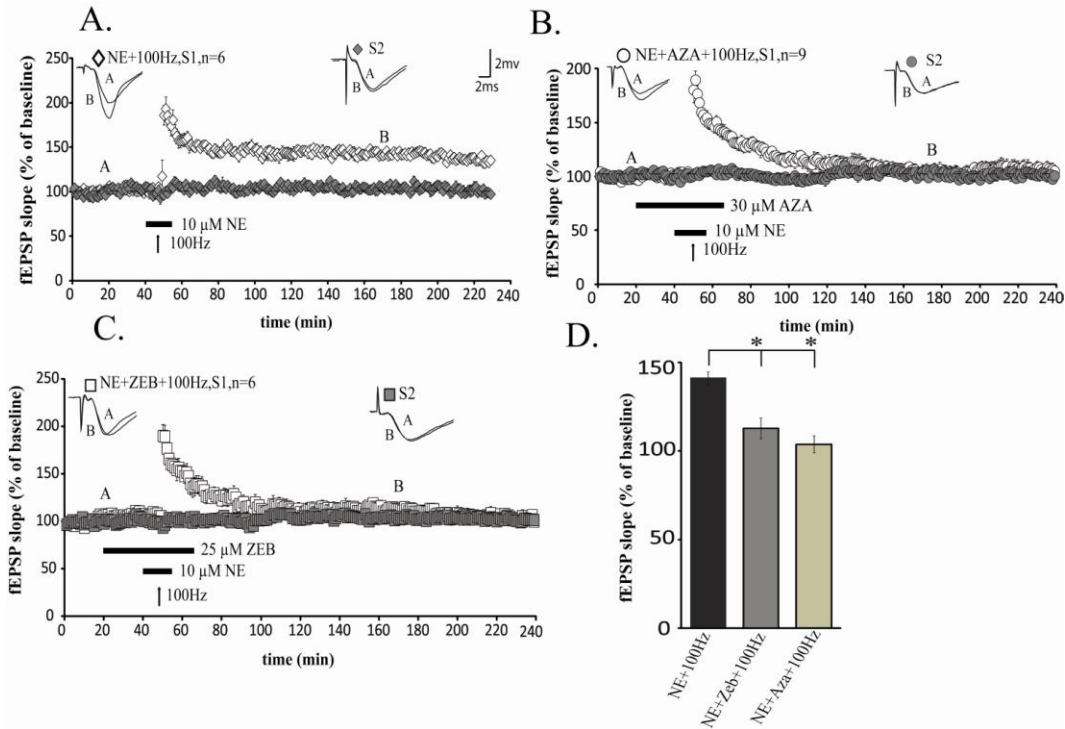 A.
NE+100Hz,S1,n=6
S2
2mv
2ms
A
B
A
B
fEPSP slope (% of baseline)
250
200
150
100
50
0
A
B
10 µM NE
100Hz
0 20 40 60 80 100 120 140 160 180 200 220 240
time (min)
B.
NE+AZA+100Hz,S1,n=9
S2
A
B
A
B
fEPSP slope (% of baseline)
200
150
100
50
0
A
B
30 µM AZA
10 µM NE
100Hz
0 20 40 60 80 100 120 140 160 180 200 220 240
time (min)
C.
NE+ZEB+100Hz,S1,n=6
S2
A
B
A
B
fEPSP slope (% of baseline)
250
200
150
100
50
0
A
B
25 µM ZEB
10 µM NE
100Hz
0 20 40 60 80 100 120 140 160 180 200 220 240
time (min)
D.
* *
fEPSP slope (% of baseline)
150
100
50
0
NE+100Hz
NE+Zeb+100Hz
NE+Aza+100Hz